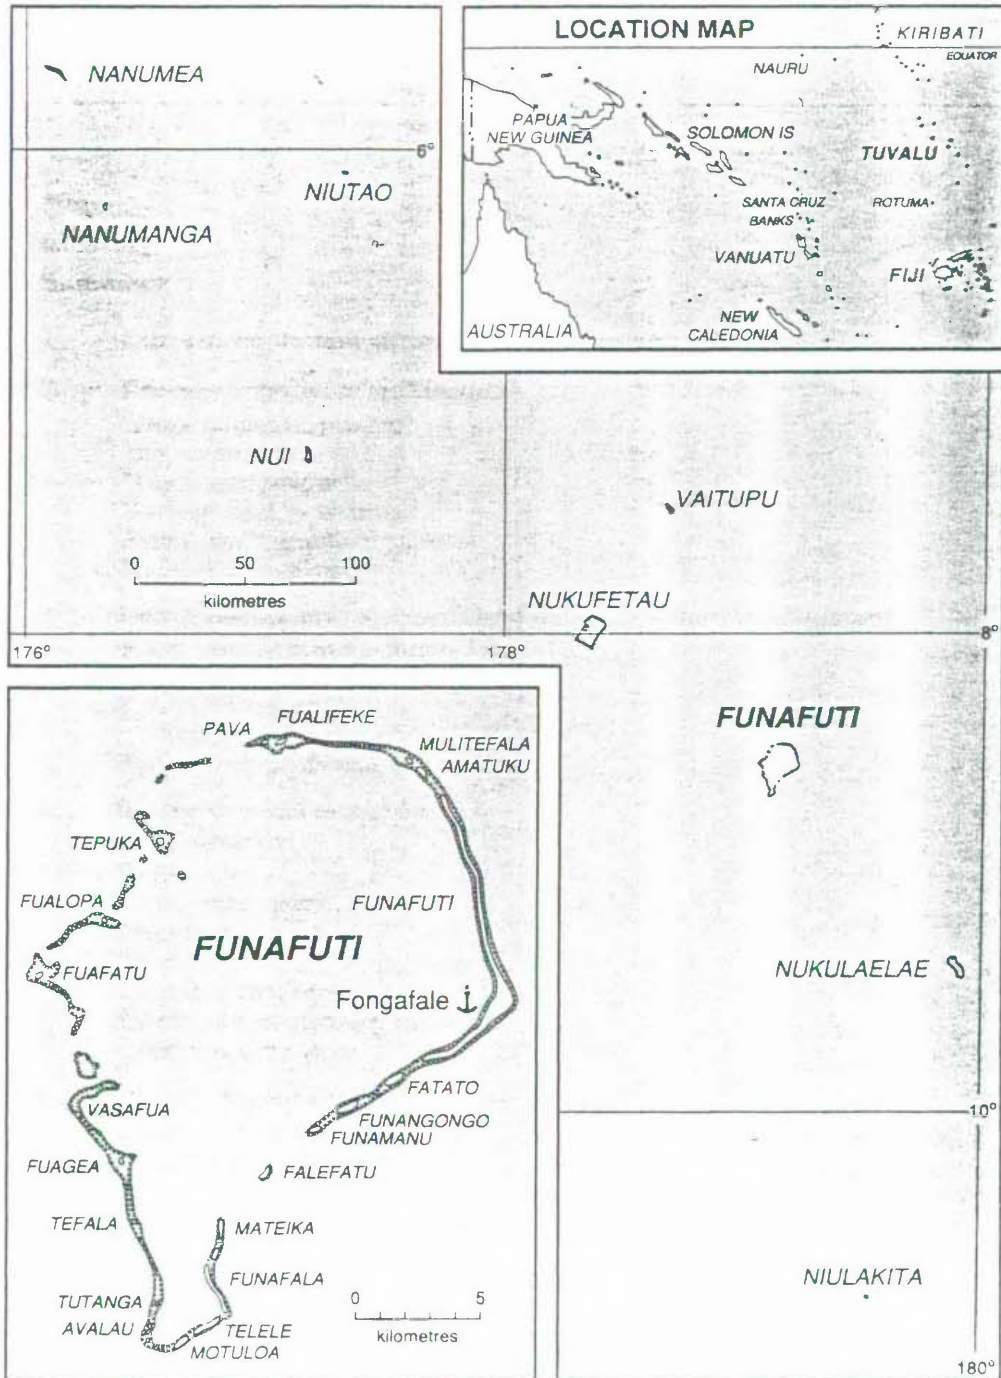 LOCATION MAP
KIRIBATI
EQUATOR
NAURU
PAPUA
NEW GUINEA
SOLOMON IS
TUVALU
SANTA CRUZ
BANKS
ROTUMA
VANUATU
FIJI
NEW
CALEDONIA
AUSTRALIA
NANUMEA
6°
NIUTAO
NANUMANGA
NUI
VAITUPU
0 50 100
kilometres
NUKUFETAU
176°
178°
8°
FUNAFUTI
NUKULAELAE
10°
NIULAKITA
180°
PAVA
FUALIFEKE
MULITEFALA
AMATUKU
TEPUKA
FUALOPA
FUNAFUTI
FUNAFUTI
FUAFATU
Fongafale
FATATO
VASAFUA
FUNANGONGO
FUNAMANU
FUAGEA
FALEFATU
TEFALA
MATEIKA
FUNAFALA
TUTANGA
AVALAU
TELELE
MOTULOA
0 5
kilometres